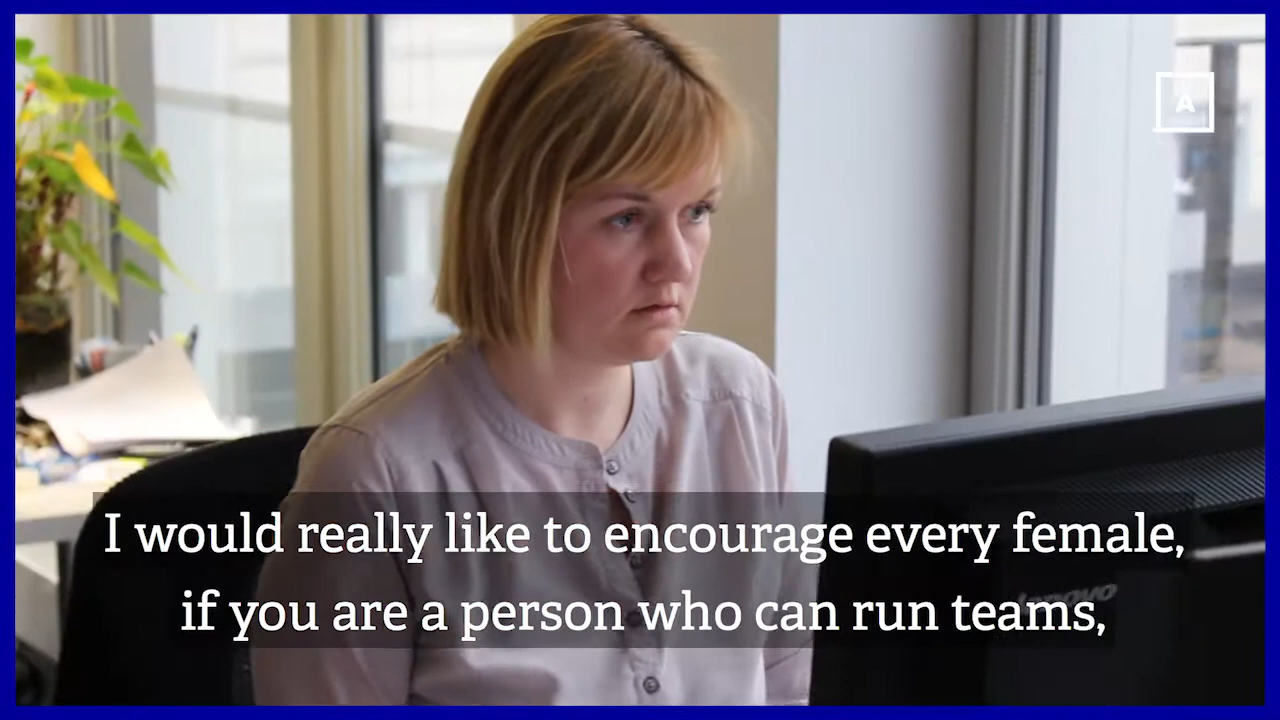 A
I would really like to encourage every female,
if you are a person who can run teams,
lenovo